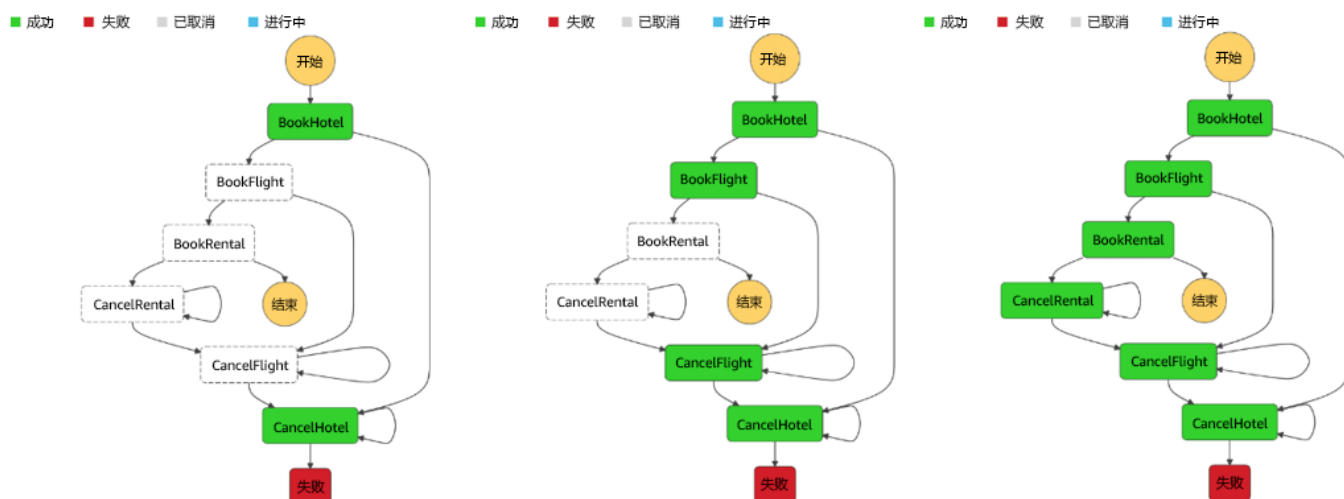 成功 失败 已取消 进行中
开始
BookHotel
BookFlight
BookRental
CancelRental
结束
CancelFlight
CancelHotel
失败
成功 失败 已取消 进行中
开始
BookHotel
BookFlight
BookRental
CancelRental
结束
CancelFlight
CancelHotel
失败
成功 失败 已取消 进行中
开始
BookHotel
BookFlight
BookRental
CancelRental
结束
CancelFlight
CancelHotel
失败